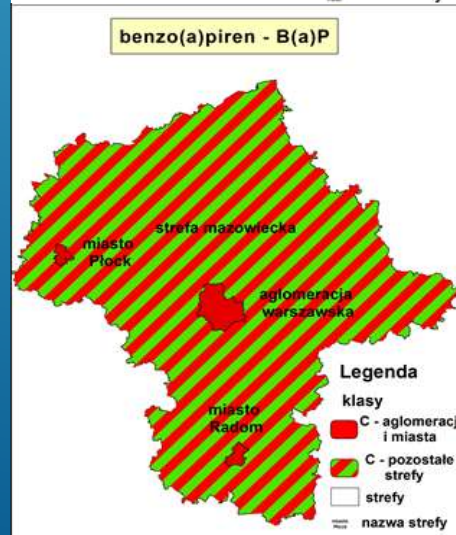 benzo(a)piren - B(a)P
strefa mazowiecka
miasto
Płock
aglomeracja
warszawska
miasto
Radom
Legenda
klasy
C - aglomeracj
i miasta
C - pozostałe
strefy
strefy
nazwa strefy